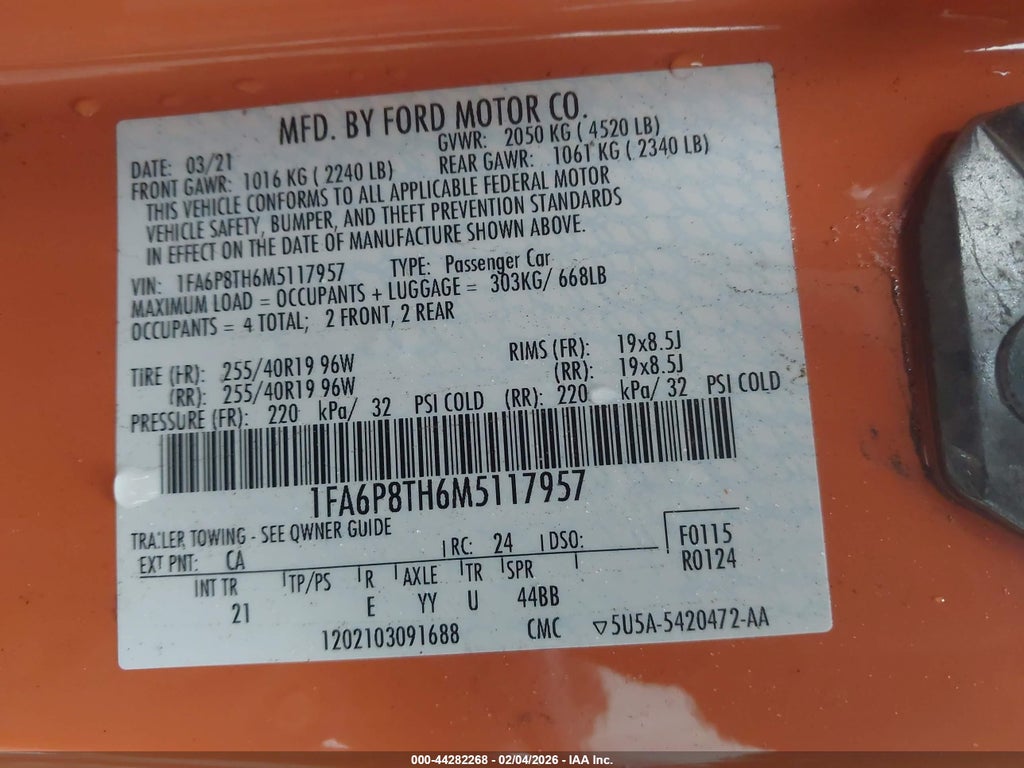 MFD. BY FORD MOTOR CO.
DATE: 03/21 GVWR: 2050 KG ( 4520 LB)
FRONT GAWR: 1016 KG ( 2240 LB) REAR GAWR: 1061 KG ( 2340 LB)
THIS VEHICLE CONFORMS TO ALL APPLICABLE FEDERAL MOTOR
VEHICLE SAFETY, BUMPER, AND THEFT PREVENTION STANDARDS
IN EFFECT ON THE DATE OF MANUFACTURE SHOWN ABOVE.
VIN: 1FA6P8TH6M5117957 TYPE: Passenger Car
MAXIMUM LOAD = OCCUPANTS + LUGGAGE = 303KG/ 668LB
OCCUPANTS = 4 TOTAL; 2 FRONT, 2 REAR
TIRE (FR): 255/40R19 96W RIMS (FR): 19x8.5J
(RR): 255/40R19 96W (RR): 19x8.5J
PRESSURE (FR): 220 kPa/ 32 PSI COLD (RR): 220 kPa/ 32 PSI COLD
1FA6P8TH6M5117957
TRAILER TOWING - SEE OWNER GUIDE
EXT PNT: CA RC: 24 DSO: F0115
R0124
INT TR TP/PS R AXLE TR SPR
21 E YY U 44BB
1202103091688 CMC ▽5U5A-5420472-AA
000-44282268 - 02/04/2026 - IAA Inc.